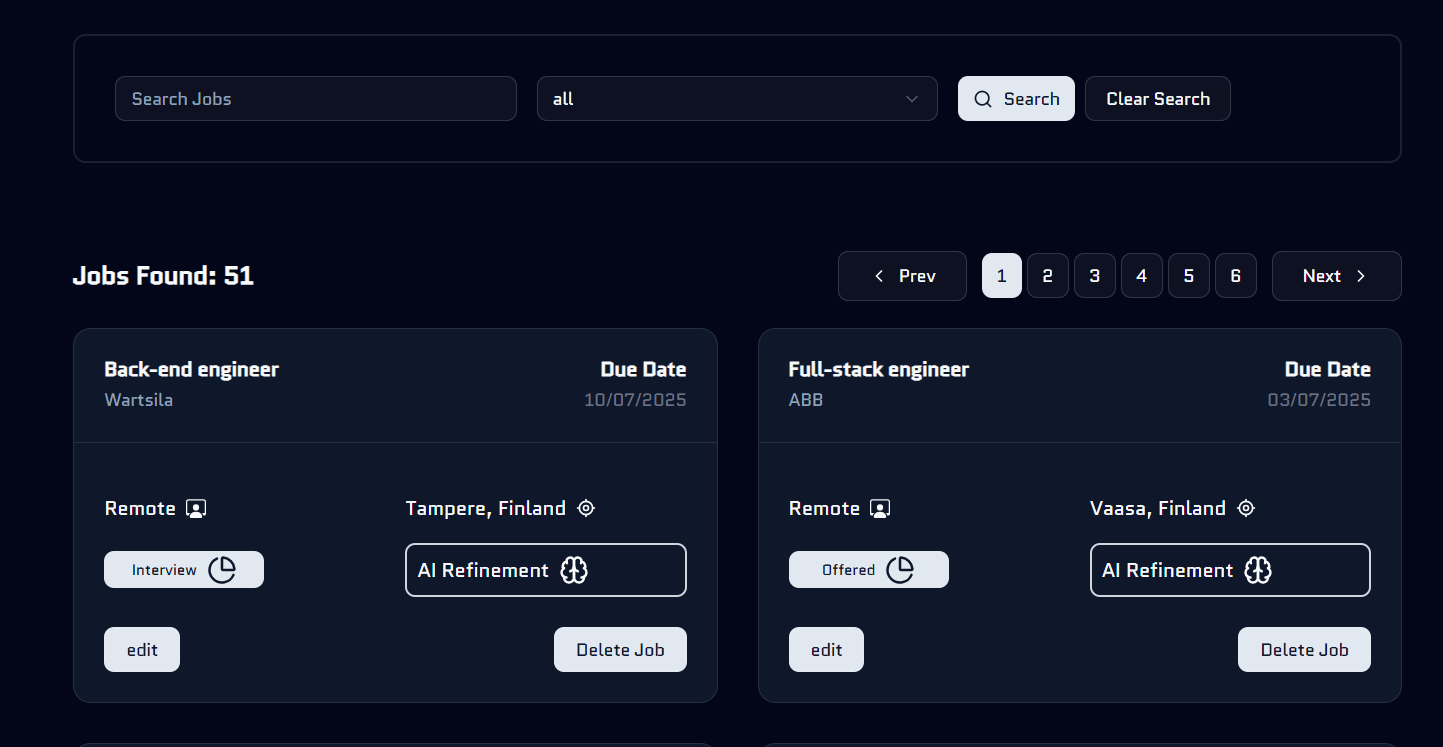 Search Jobs
all
Search
Clear Search
Jobs Found: 51
Prev 1 2 3 4 5 6 Next
Back-end engineer
Due Date
Wartsila
10/07/2025
Remote
Tampere, Finland
Interview
AI Refinement
edit
Delete Job
Full-stack engineer
Due Date
ABB
03/07/2025
Remote
Vaasa, Finland
Offered
AI Refinement
edit
Delete Job